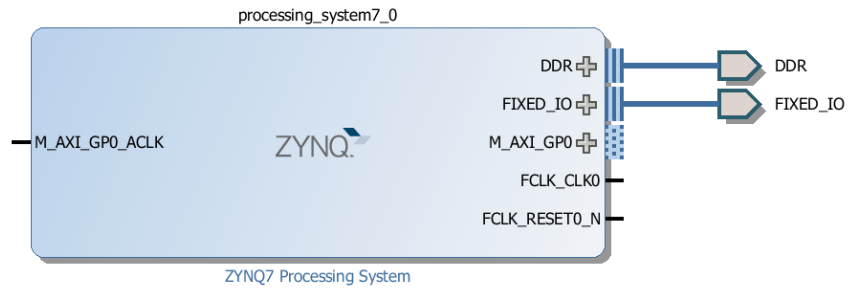 processing_system7_0
DDR
DDR
FIXED_IO
FIXED_IO
M_AXI_GP0_ACLK
ZYNQ
M_AXI_GP0
FCLK_CLK0
FCLK_RESET0_N
ZYNQ7 Processing System